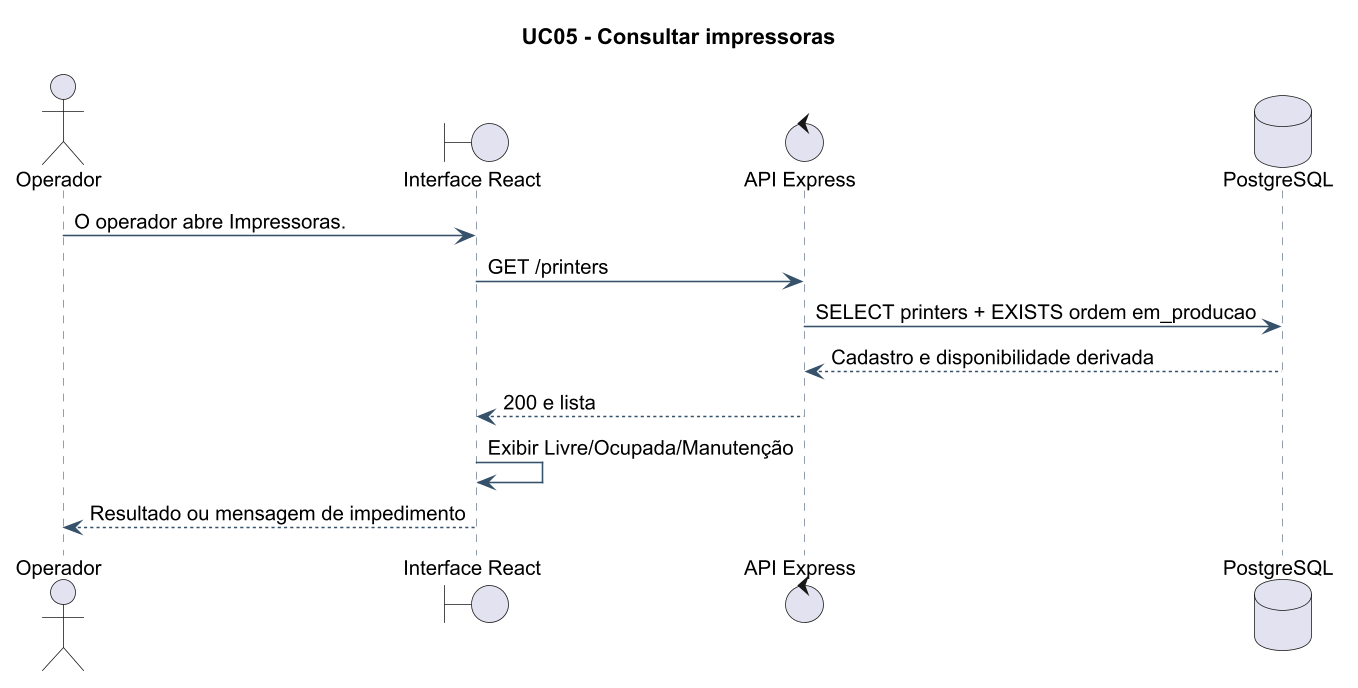 UC05 - Consultar impressoras
Operador
Interface React
API Express
PostgreSQL
O operador abre Impressoras.
GET /printers
SELECT printers + EXISTS ordem em_producao
Cadastro e disponibilidade derivada
200 e lista
Exibir Livre/Ocupada/Manutenção
Resultado ou mensagem de impedimento
Operador
Interface React
API Express
PostgreSQL